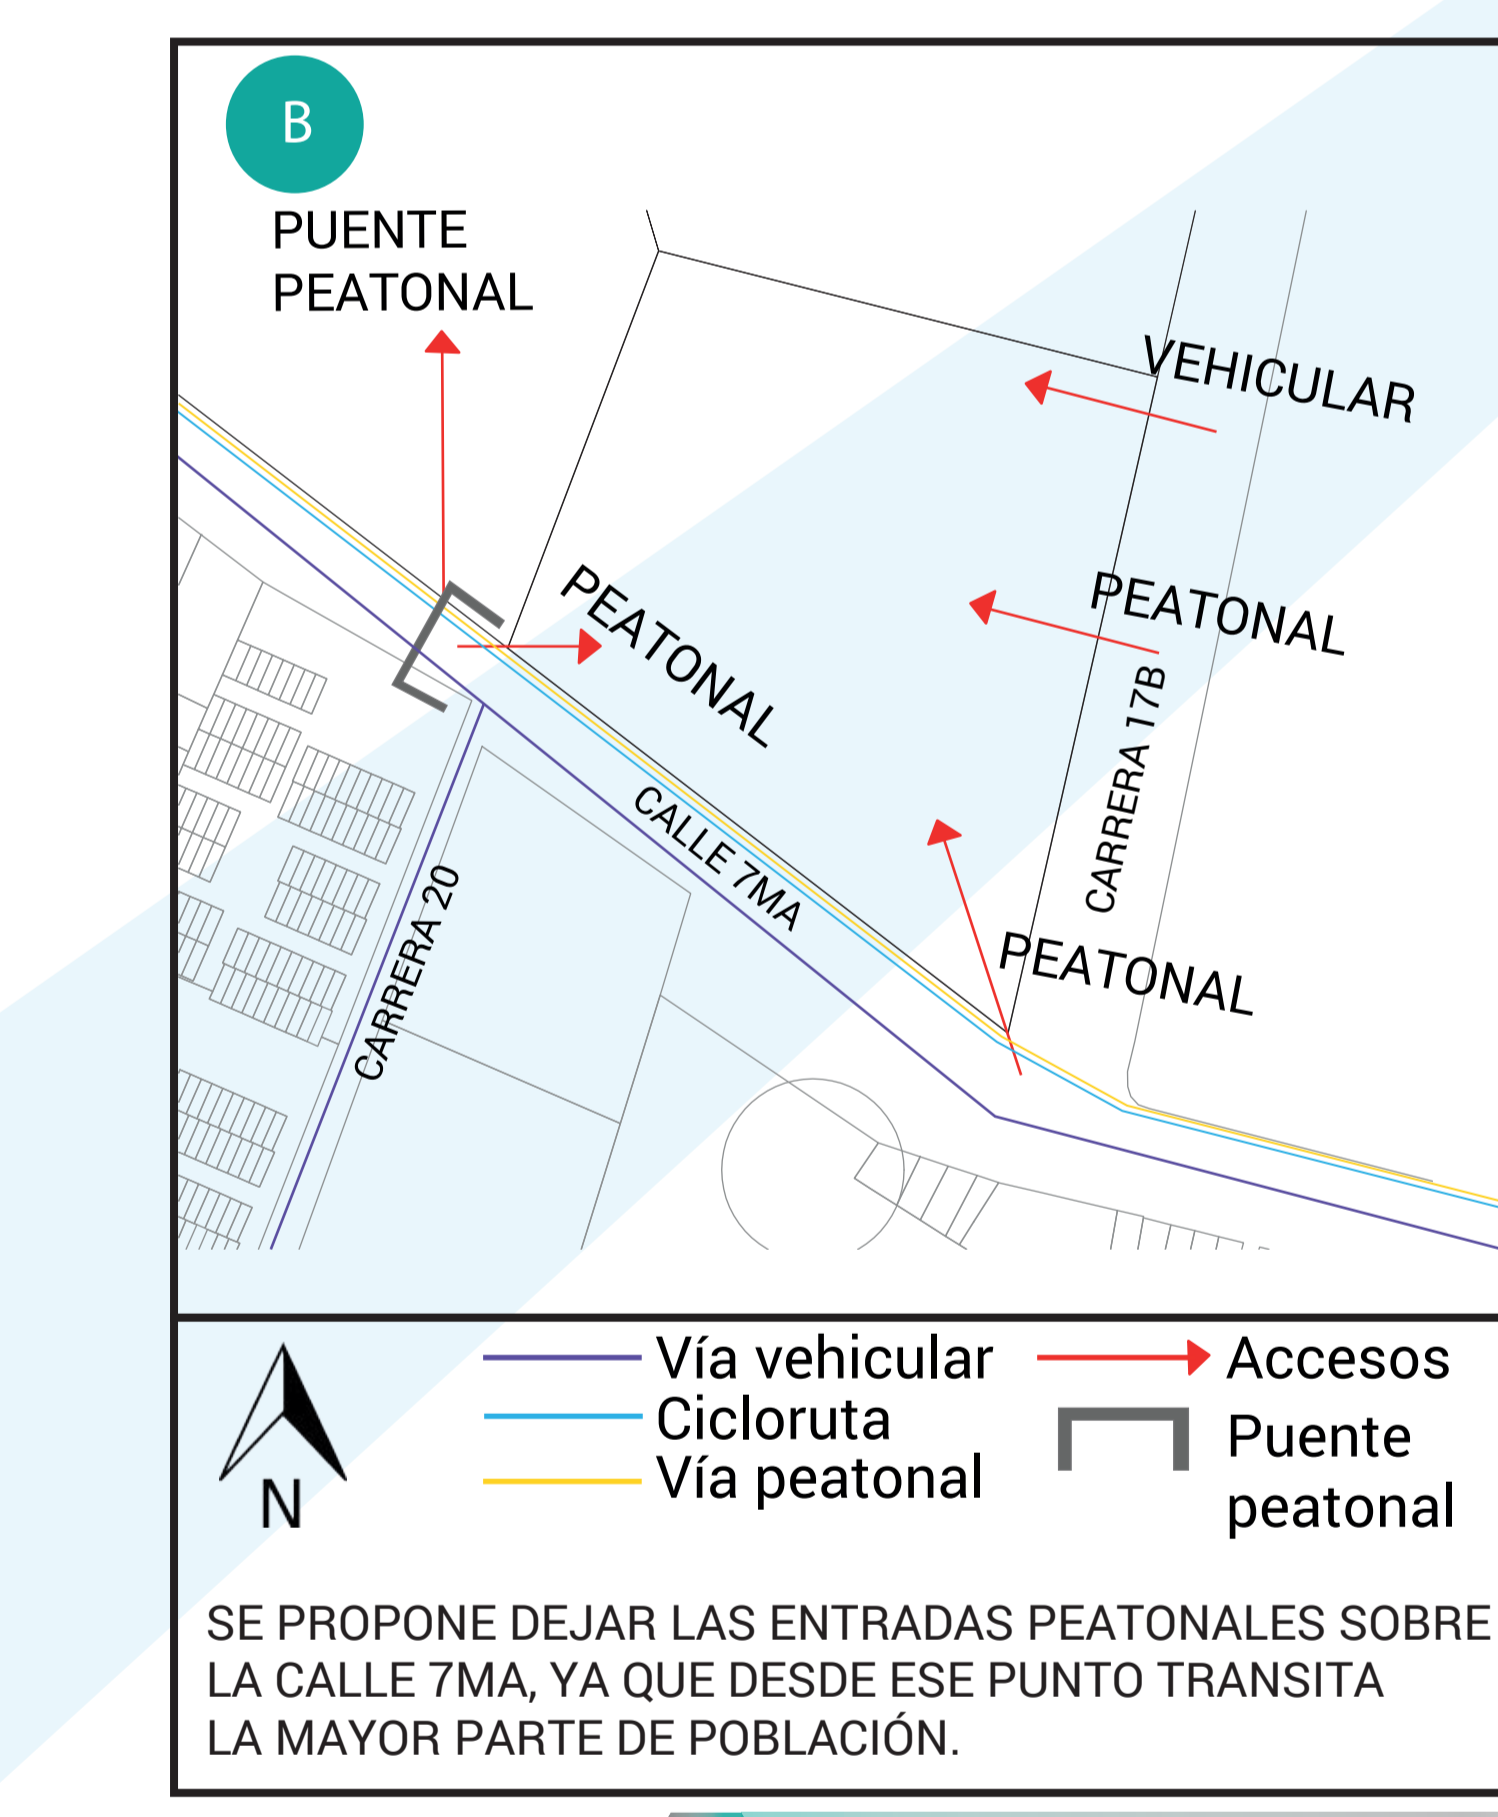 B
PUENTE
PEATONAL
VEHICULAR
PEATONAL
PEATONAL
CARRERA 17B
CALLE 7MA
CARRERA 20
PEATONAL
Vía vehicular
Cicloruta
Vía peatonal
Accesos
Puente
peatonal
N
SE PROPONE DEJAR LAS ENTRADAS PEATONALES SOBRE
LA CALLE 7MA, YA QUE DESDE ESE PUNTO TRANSITA
LA MAYOR PARTE DE POBLACIÓN.